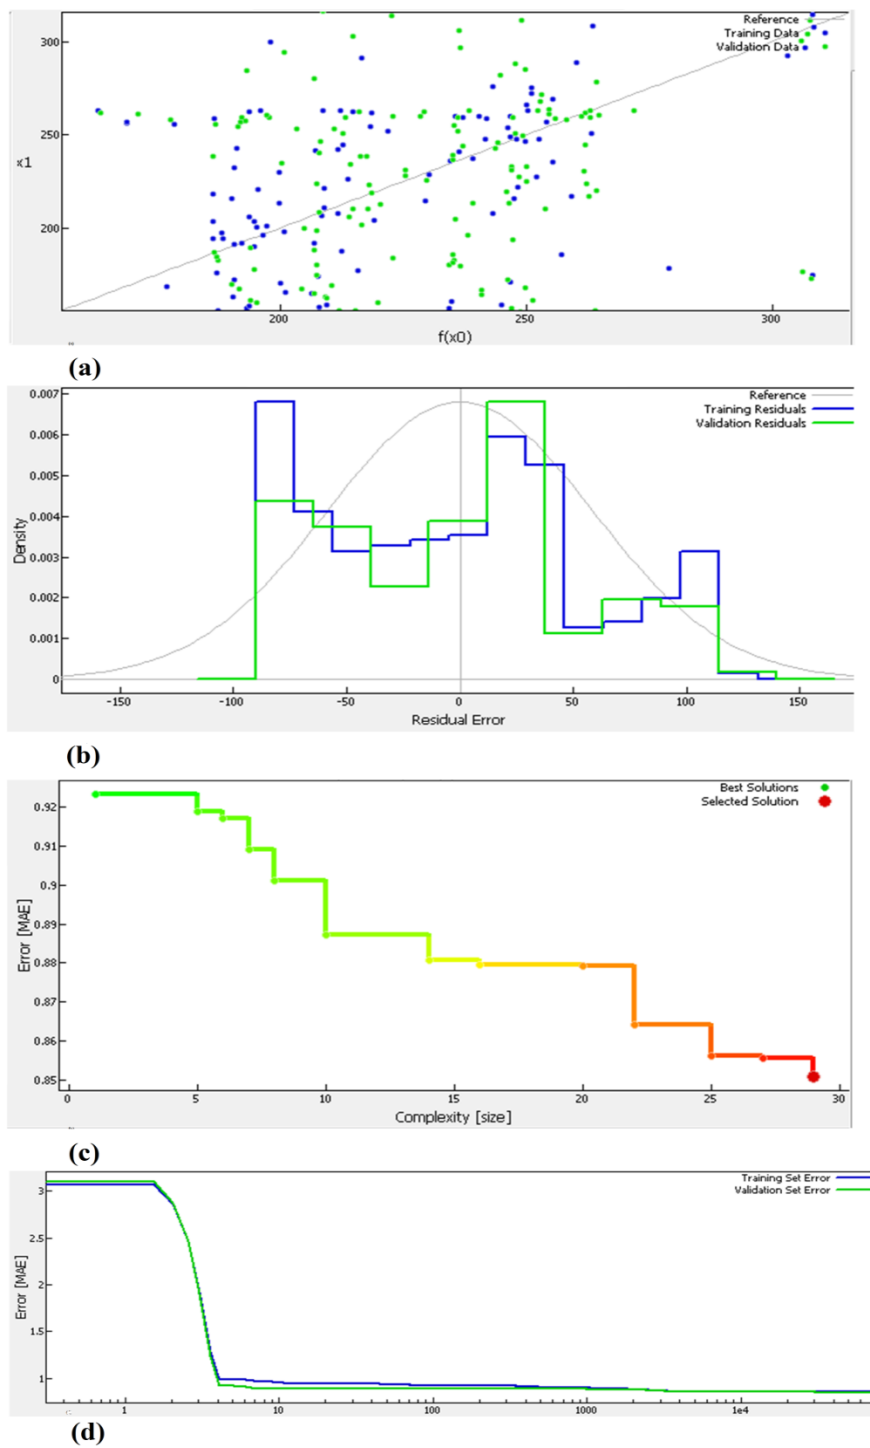 Reference
Training Data
Validation Data
300
250
200
x1
200
250
300
f(x0)
(a)
Reference
Training Residuals
Validation Residuals
0.007
0.006
0.005
0.004
0.003
0.002
0.001
0
Density
-150
-100
-50
0
50
100
150
Residual Error
(b)
Best Solutions
Selected Solution
0.92
0.91
0.9
0.89
0.88
0.87
0.86
0.85
Error [MAE]
0
5
10
15
20
25
30
Complexity [size]
(c)
Training Set Error
Validation Set Error
3
2.5
2
1.5
1
Error [MAE]
1
10
100
1000
1e+4
(d)